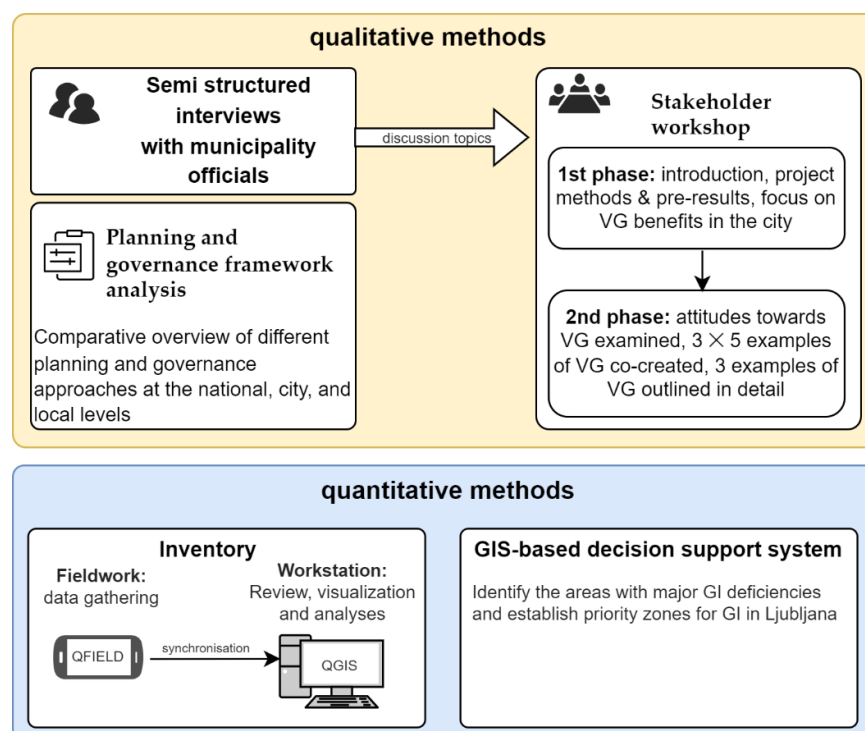 qualitative methods
Semi structured
interviews
with municipality
officials
discussion topics
Planning and
governance framework
analysis
Comparative overview of different
planning and governance
approaches at the national, city, and
local levels
Stakeholder
workshop
1st phase: introduction, project
methods & pre-results, focus on
VG benefits in the city
2nd phase: attitudes towards
VG examined, 3 × 5 examples
of VG co-created, 3 examples of
VG outlined in detail
quantitative methods
Inventory
Fieldwork:
data gathering
QFIELD
synchronisation
Workstation:
Review, visualization
and analyses
QGIS
GIS-based decision support system
Identify the areas with major GI deficiencies
and establish priority zones for GI in Ljubljana